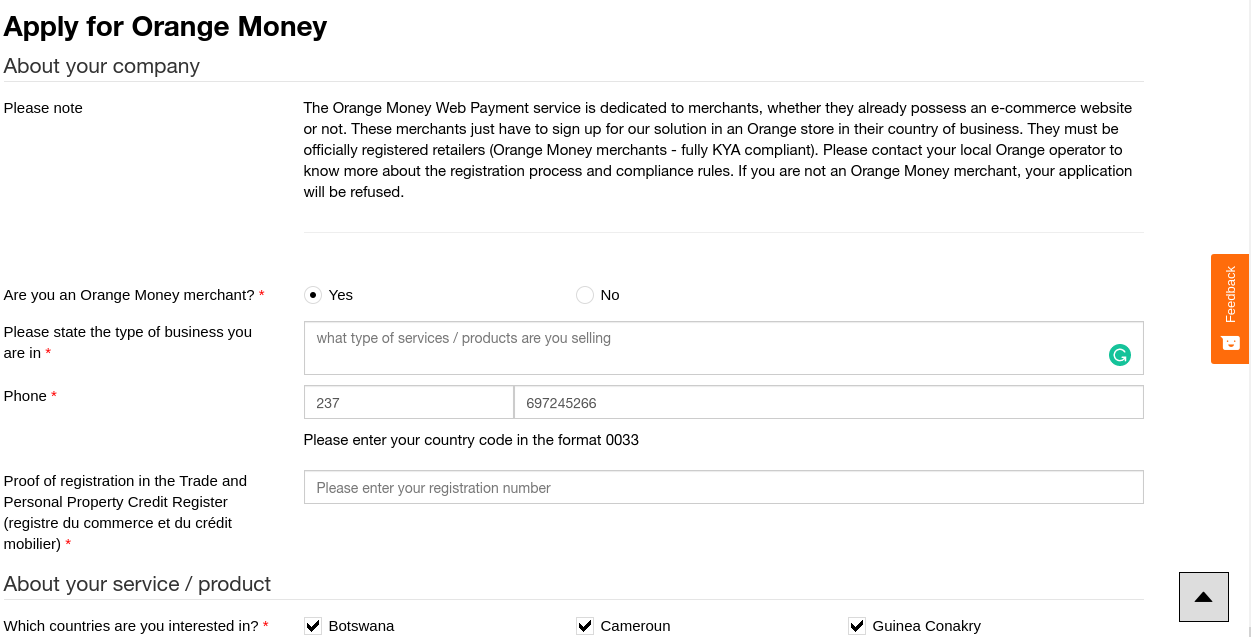 Apply for Orange Money
About your company
Please note
The Orange Money Web Payment service is dedicated to merchants, whether they already possess an e-commerce website
or not. These merchants just have to sign up for our solution in an Orange store in their country of business. They must be
officially registered retailers (Orange Money merchants - fully KYA compliant). Please contact your local Orange operator to
know more about the registration process and compliance rules. If you are not an Orange Money merchant, your application
will be refused.
Feedback
Are you an Orange Money merchant? * Yes No
Please state the type of business you
are in *
what type of services / products are you selling
Phone * 237 697245266
Please enter your country code in the format 0033
Proof of registration in the Trade and
Personal Property Credit Register
(registre du commerce et du crédit
mobilier) *
Please enter your registration number
About your service / product
Which countries are you interested in? * Botswana Cameroun Guinea Conakry